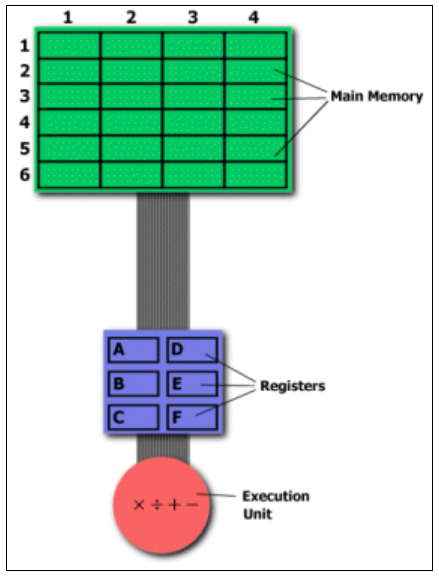 1 2 3 4
1
2
3
Main Memory
4
5
6
A D
B E
Registers
C F
× ÷ + −
Execution
Unit